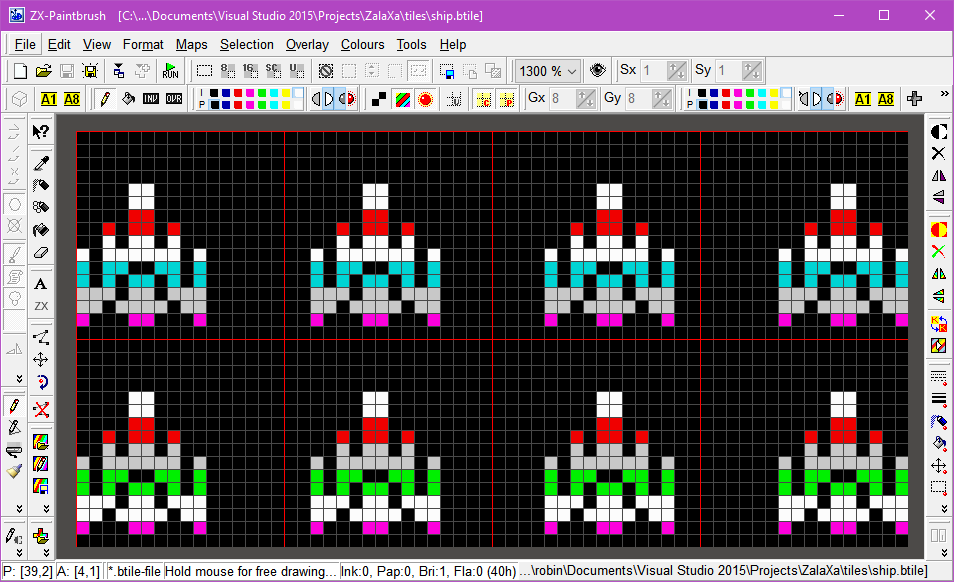 ZX-Paintbrush [C:\...\Documents\Visual Studio 2015\Projects\ZalaXa\tiles\ship.btile]
File Edit View Format Maps Selection Overlay Colours Tools Help
RUN 8 16 SC U 1300 % Sx 1 Sy 1
A1 A8 INV OVR I P U C P Gx 8 Gy 8 I P A1 A8 »
?
A
ZX
K K
P: [39,2] A: [4,1] *.btile-file Hold mouse for free drawing... Ink:0, Pap:0, Bri:1, Fla:0 (40h) ...\robin\Documents\Visual Studio 2015\Projects\ZalaXa\tiles\ship.btile]